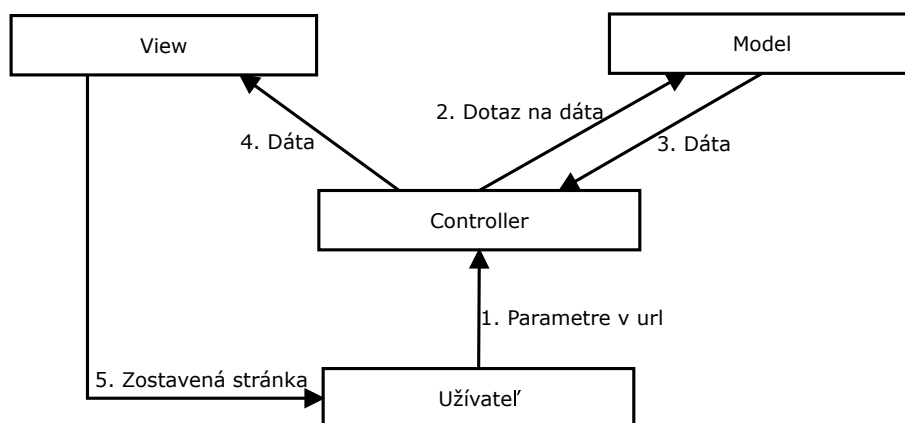 View
Model
2. Dotaz na dáta
4. Dáta
3. Dáta
Controller
1. Parametre v url
5. Zostavená stránka
Užívateľ